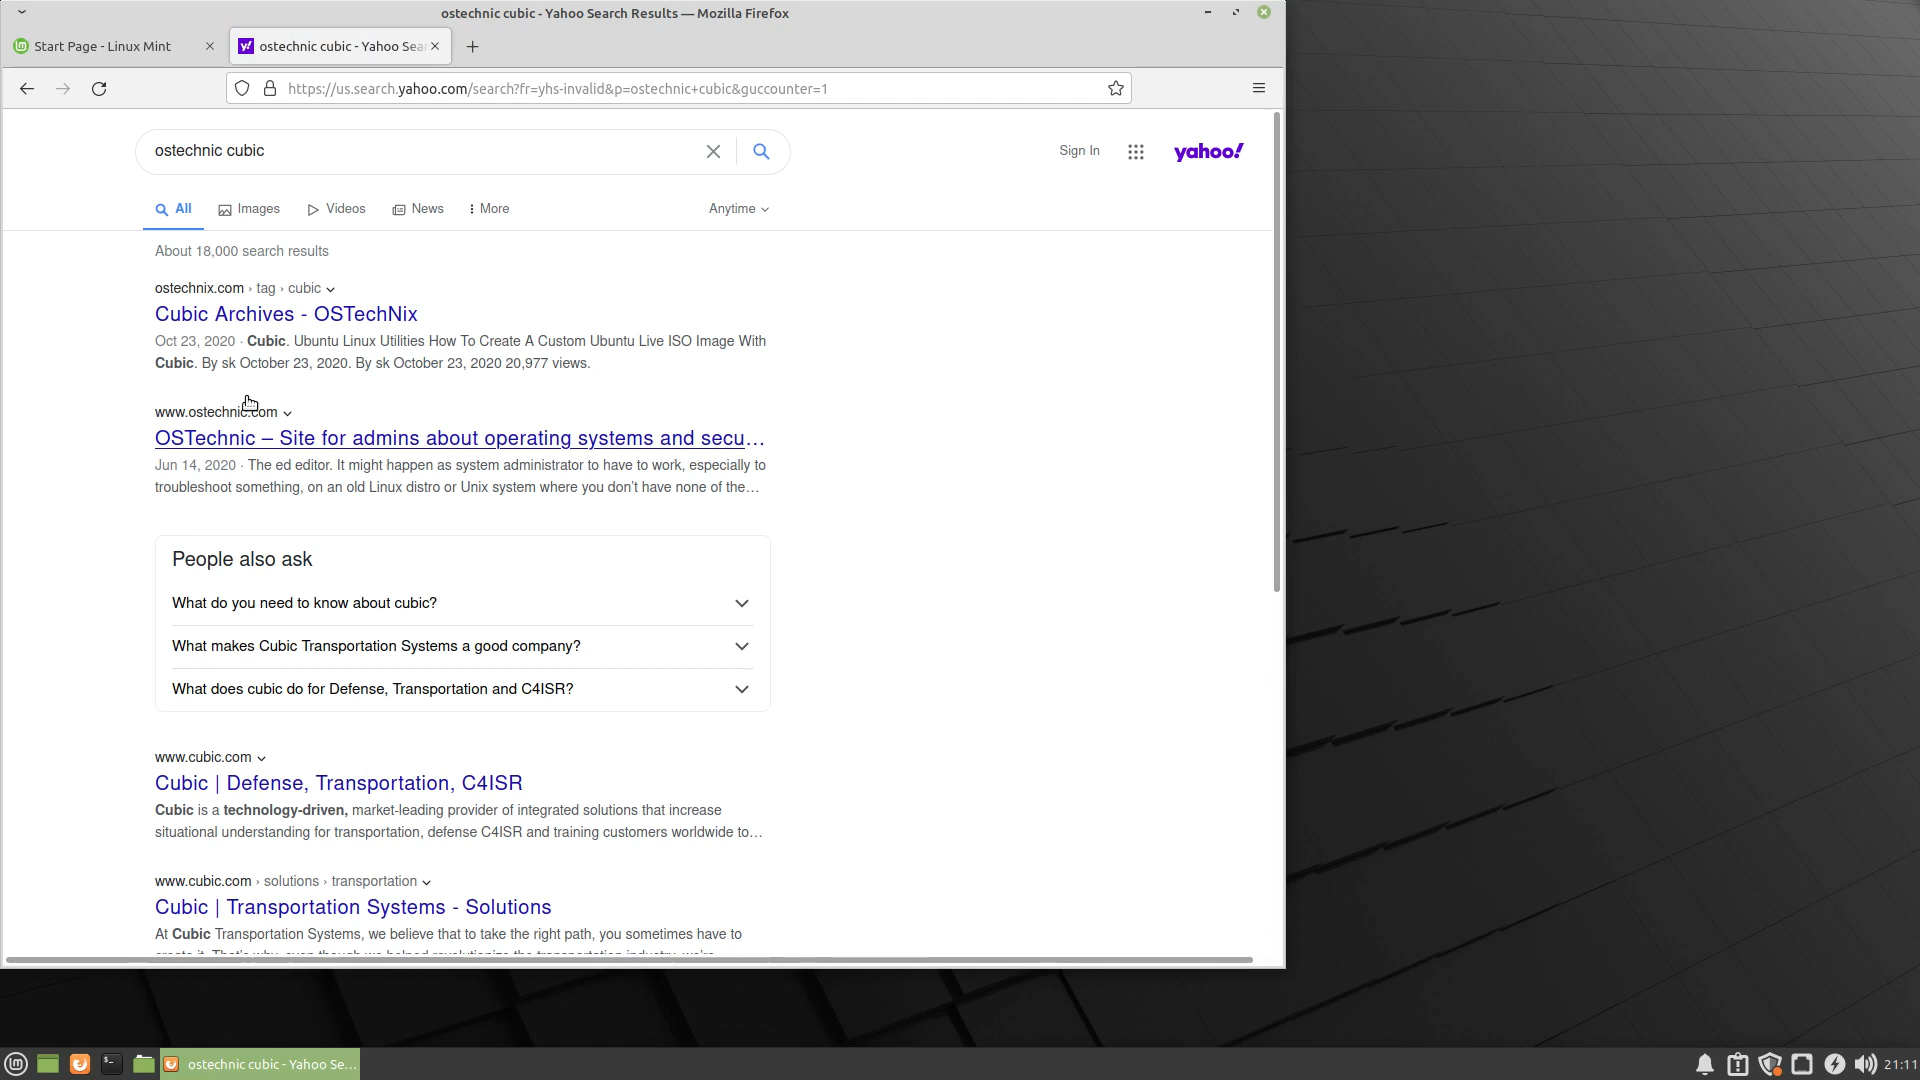 ostechnic cubic - Yahoo Search Results — Mozilla Firefox
Start Page - Linux Mint
ostechnic cubic - Yahoo Sea
https://us.search.yahoo.com/search?fr=yhs-invalid&p=ostechnic+cubic&guccounter=1
ostechnic cubic
Sign In
yahoo!
All Images Videos News More Anytime
About 18,000 search results
ostechnix.com › tag › cubic
Cubic Archives - OSTechNix
Oct 23, 2020 · Cubic. Ubuntu Linux Utilities How To Create A Custom Ubuntu Live ISO Image With
Cubic. By sk October 23, 2020. By sk October 23, 2020 20,977 views.
www.ostechnic.com
OSTechnic – Site for admins about operating systems and secu...
Jun 14, 2020 · The ed editor. It might happen as system administrator to have to work, especially to
troubleshoot something, on an old Linux distro or Unix system where you don't have none of the...
People also ask
What do you need to know about cubic?
What makes Cubic Transportation Systems a good company?
What does cubic do for Defense, Transportation and C4ISR?
www.cubic.com
Cubic | Defense, Transportation, C4ISR
Cubic is a technology-driven, market-leading provider of integrated solutions that increase
situational understanding for transportation, defense C4ISR and training customers worldwide to...
www.cubic.com › solutions › transportation
Cubic | Transportation Systems - Solutions
At Cubic Transportation Systems, we believe that to take the right path, you sometimes have to
ostechnic cubic - Yahoo Se...
21:11